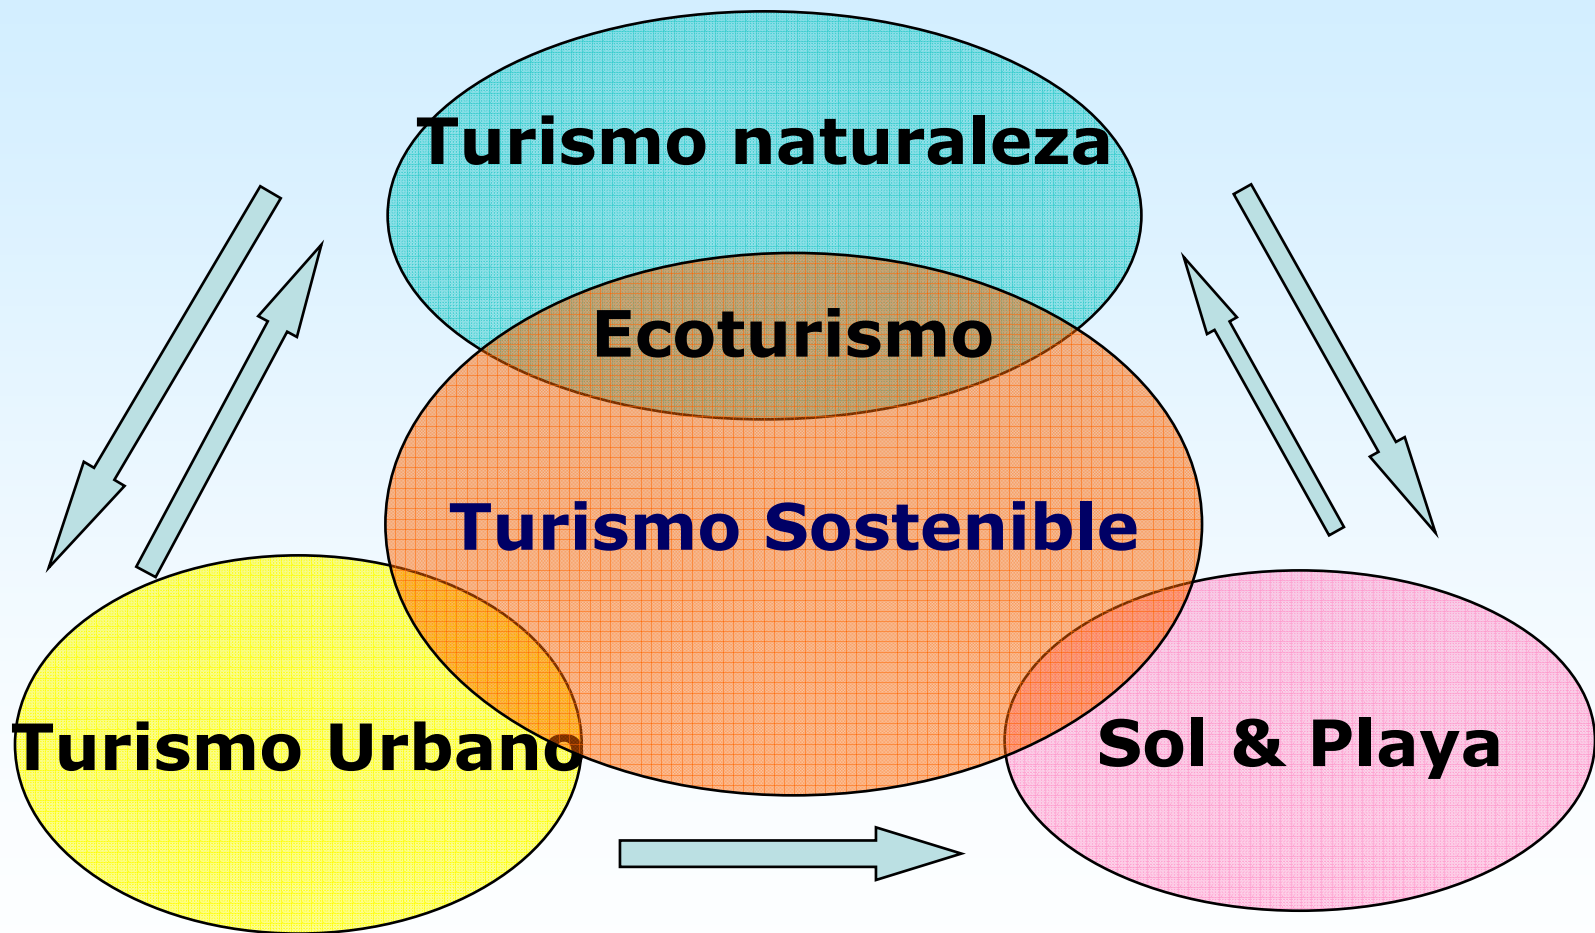 Turismo naturaleza
Ecoturismo
Turismo Sostenible
Turismo Urbano
Sol & Playa